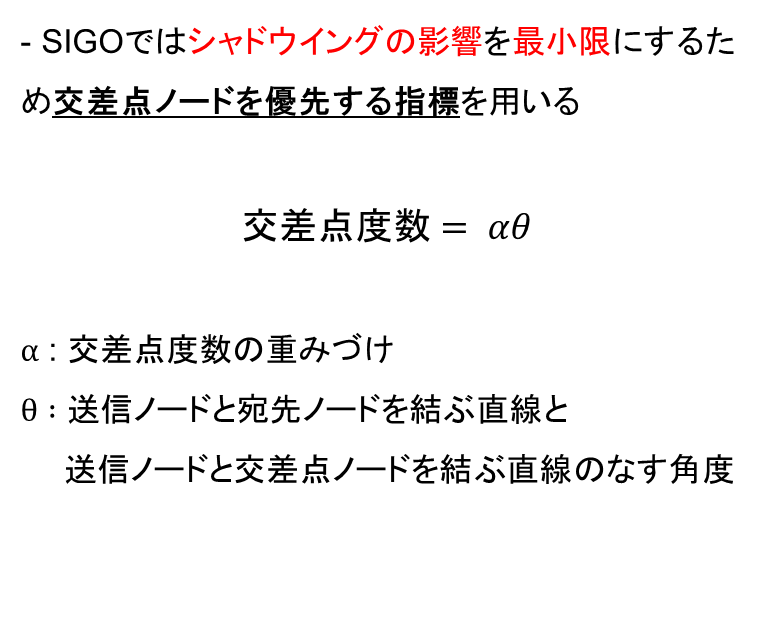 - SIGOではシャドウイングの影響を最小限にするた
め交差点ノードを優先する指標を用いる
交差点度数 = αθ
α : 交差点度数の重みづけ
θ : 送信ノードと宛先ノードを結ぶ直線と
送信ノードと交差点ノードを結ぶ直線のなす角度